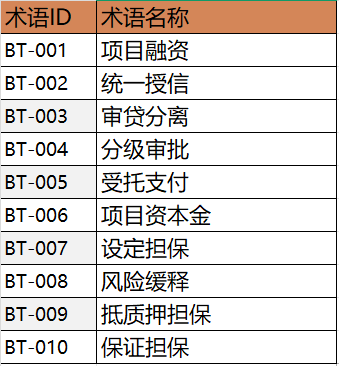 术语ID 术语名称
BT-001 项目融资
BT-002 统一授信
BT-003 审贷分离
BT-004 分级审批
BT-005 受托支付
BT-006 项目资本金
BT-007 设定担保
BT-008 风险缓释
BT-009 抵质押担保
BT-010 保证担保